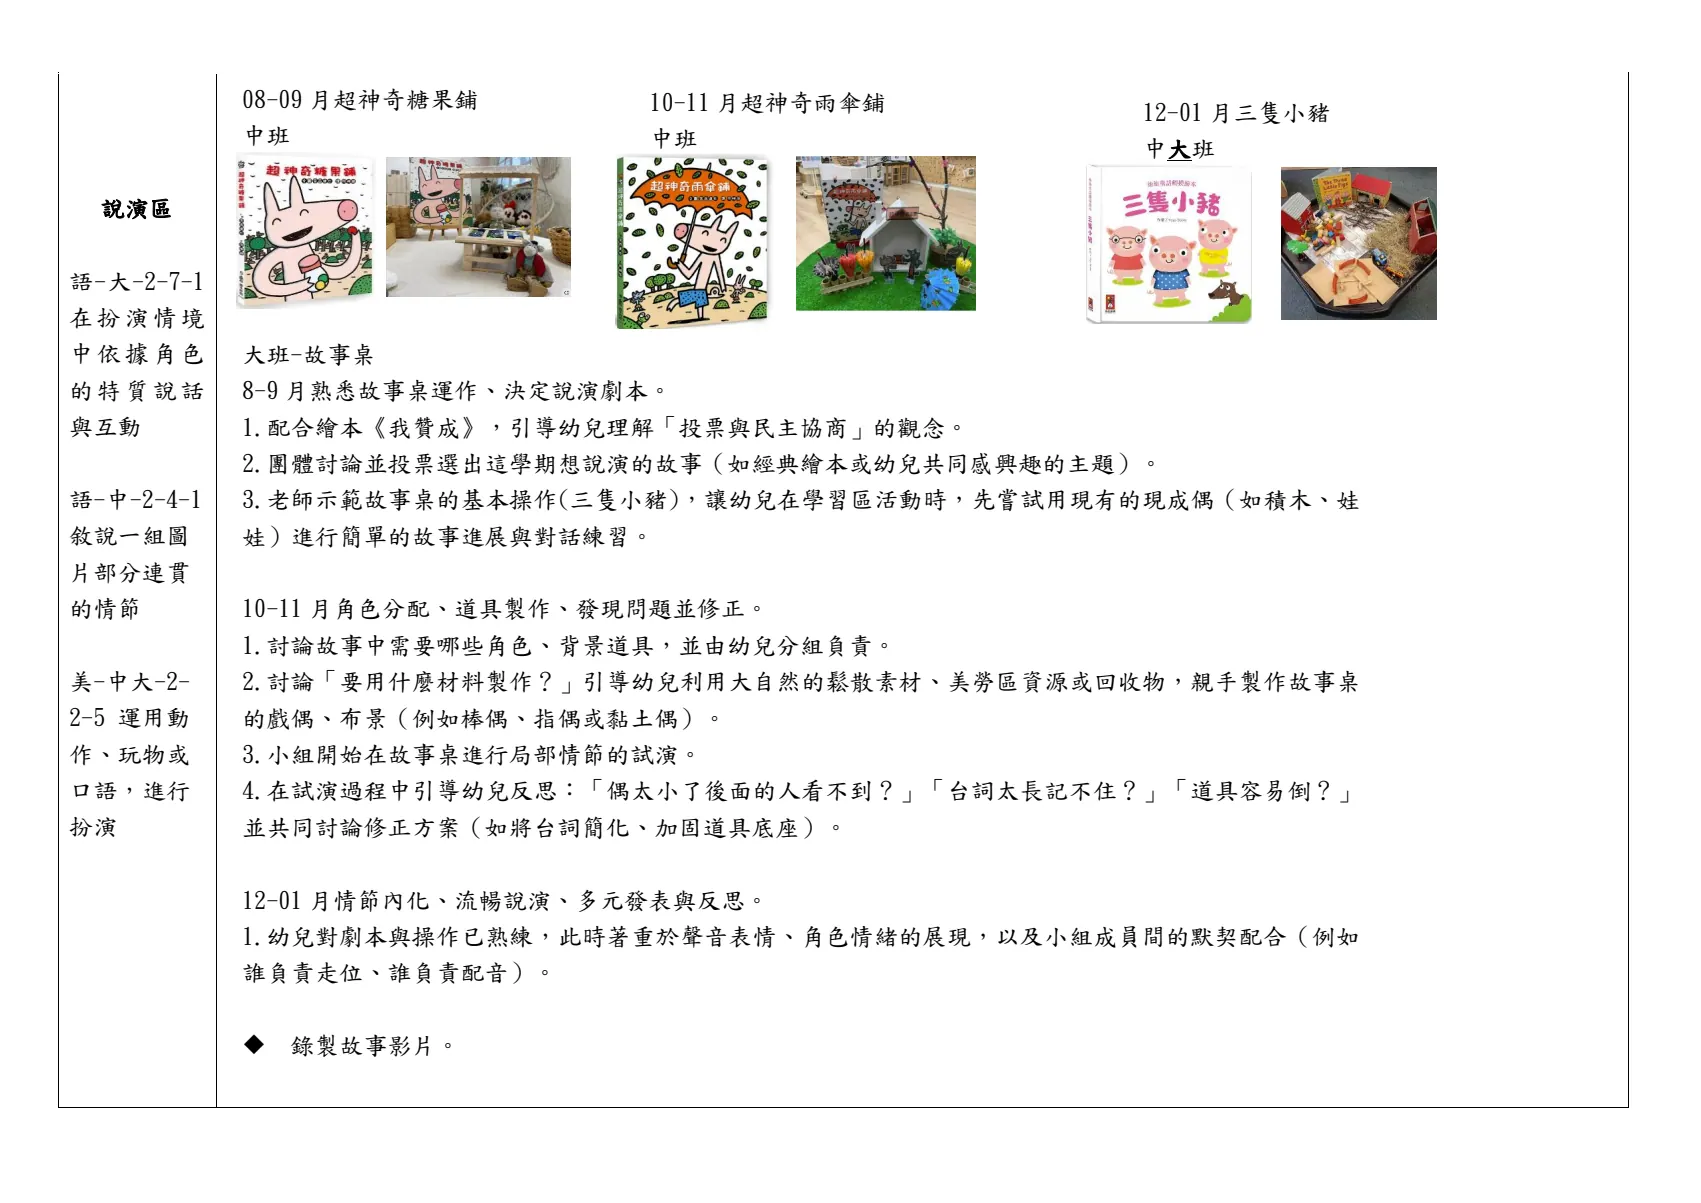 說演區
語-大-2-7-1
在扮演情境
中依據角色
的特質說話
與互動
語-中-2-4-1
敘說一組圖
片部分連貫
的情節
美-中大-2-
2-5 運用動
作、玩物或
口語，進行
扮演
08-09 月超神奇糖果鋪
中班
超神奇糖果鋪
10-11 月超神奇雨傘鋪
中班
超神奇雨傘鋪
12-01 月三隻小豬
中大班
三隻小豬
大班-故事桌
8-9 月熟悉故事桌運作、決定說演劇本。
1.配合繪本《我贊成》，引導幼兒理解「投票與民主協商」的觀念。
2.團體討論並投票選出這學期想說演的故事（如經典繪本或幼兒共同感興趣的主題）。
3.老師示範故事桌的基本操作(三隻小豬)，讓幼兒在學習區活動時，先嘗試用現有的現成偶（如積木、娃
娃）進行簡單的故事進展與對話練習。
10-11 月角色分配、道具製作、發現問題並修正。
1.討論故事中需要哪些角色、背景道具，並由幼兒分組負責。
2.討論「要用什麼材料製作？」引導幼兒利用大自然的鬆散素材、美勞區資源或回收物，親手製作故事桌
的戲偶、布景（例如棒偶、指偶或黏土偶）。
3.小組開始在故事桌進行局部情節的試演。
4.在試演過程中引導幼兒反思：「偶太小了後面的人看不到？」「台詞太長記不住？」「道具容易倒？」
並共同討論修正方案（如將台詞簡化、加固道具底座）。
12-01 月情節內化、流暢說演、多元發表與反思。
1.幼兒對劇本與操作已熟練，此時著重於聲音表情、角色情緒的展現，以及小組成員間的默契配合（例如
誰負責走位、誰負責配音）。
◆ 錄製故事影片。